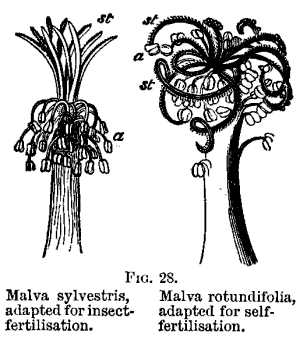 st
a
st
a
st
FIG. 28.
Malva sylvestris,
adapted for insect-
fertilisation.
Malva rotundifolia,
adapted for self-
fertilisation.